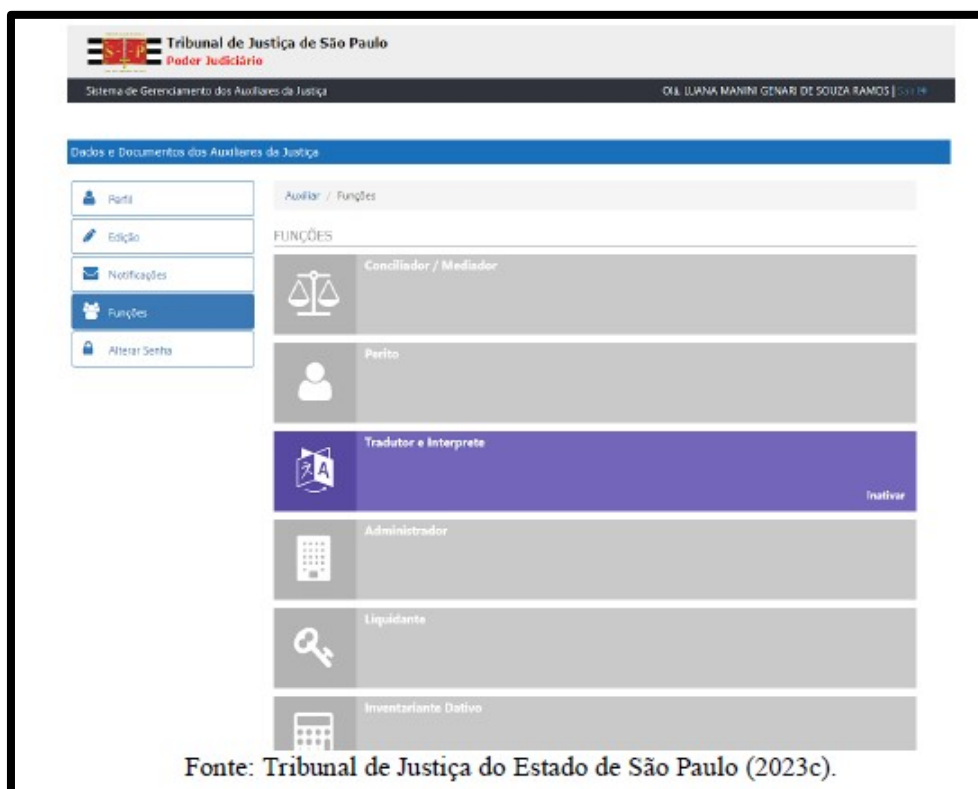 Tribunal de Justiça de São Paulo
Poder Judiciário
Sistema de Gerenciamento dos Auxiliares da Justiça
Olá, LUANA MANINI GENARI DE SOUZA RAMOS | Sair
Dados e Documentos dos Auxiliares da Justiça
Perfil
Edição
Notificações
Funções
Alterar Senha
Auxiliar / Funções
FUNÇÕES
Conciliador / Mediador
Perito
Tradutor e Interprete
Inativar
Administrador
Liquidante
Inventariante Dativo
Fonte: Tribunal de Justiça do Estado de São Paulo (2023c).